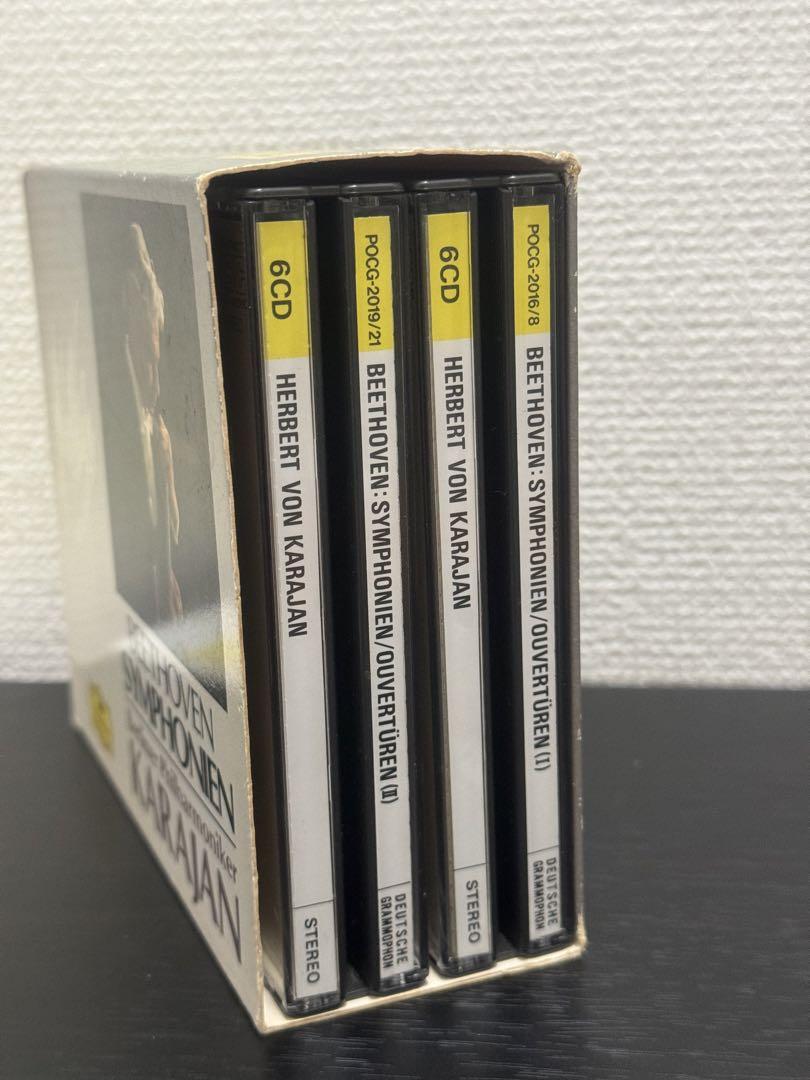 6CD
HERBERT VON KARAJAN
STEREO
POCG-2019/21
BEETHOVEN: SYMPHONIEN/OUVERTÜREN (II)
DEUTSCHE
GRAMMOPHON
6CD
HERBERT VON KARAJAN
STEREO
POCG-2016/8
BEETHOVEN: SYMPHONIEN/OUVERTÜREN (I)
DEUTSCHE
GRAMMOPHON
BEETHOVEN
SYMPHONIEN
Philharmoniker
KARAJAN